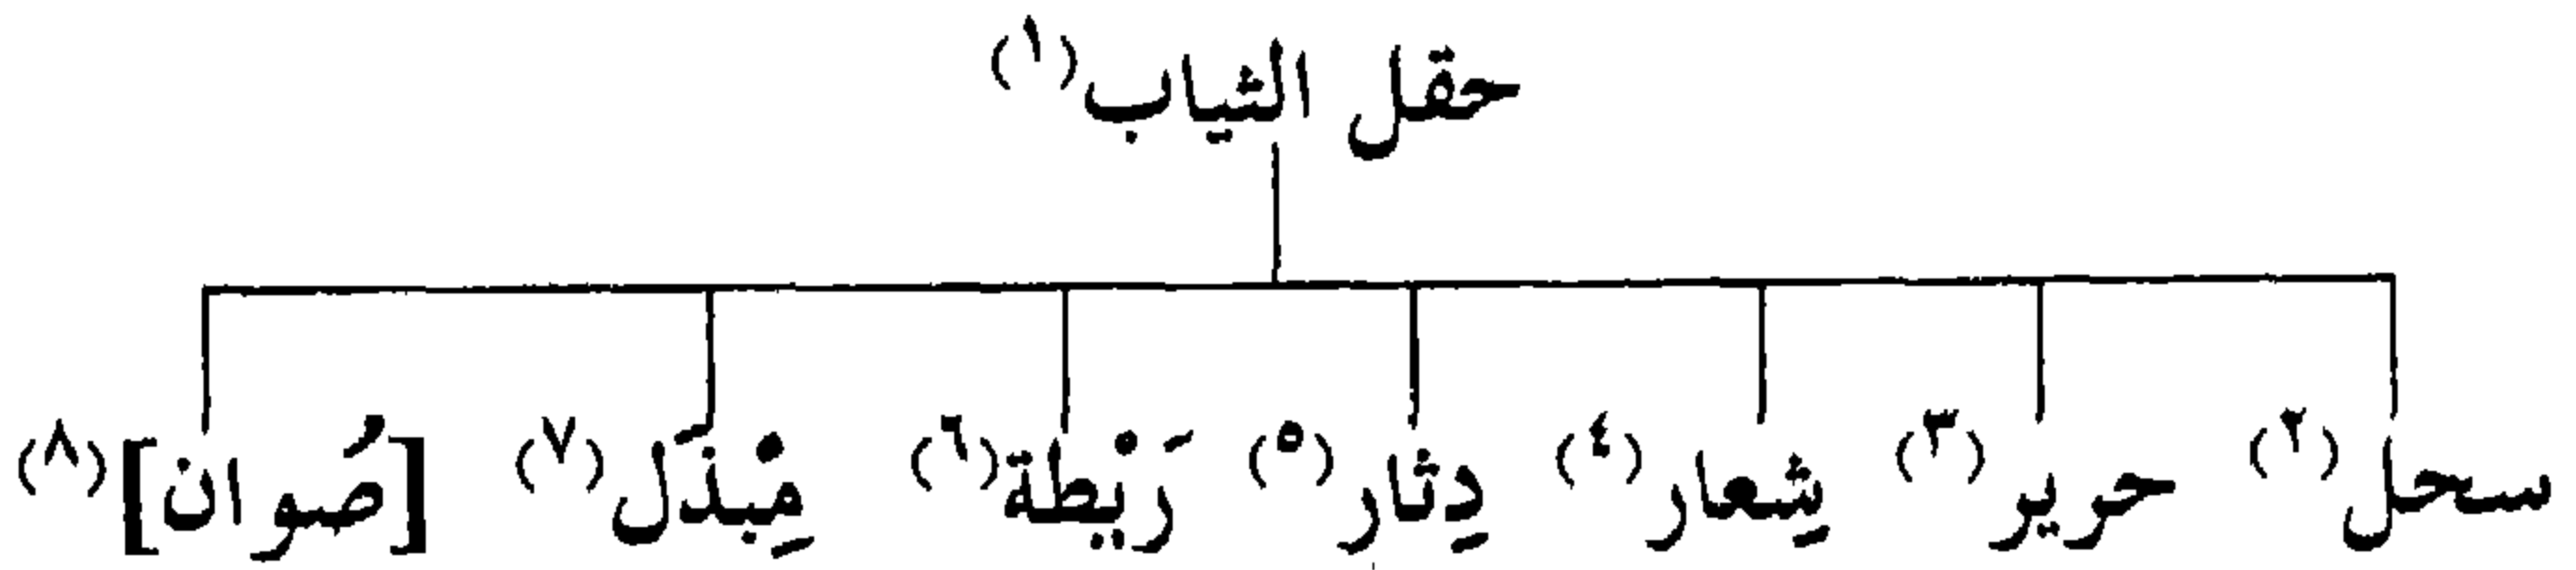 حقل الثياب(١)
سحل(٢) حرير(٣) شِعار(٤) دِثار(٥) رَيْطة(٦) مِبْذَل(٧) [صُوان](٨)